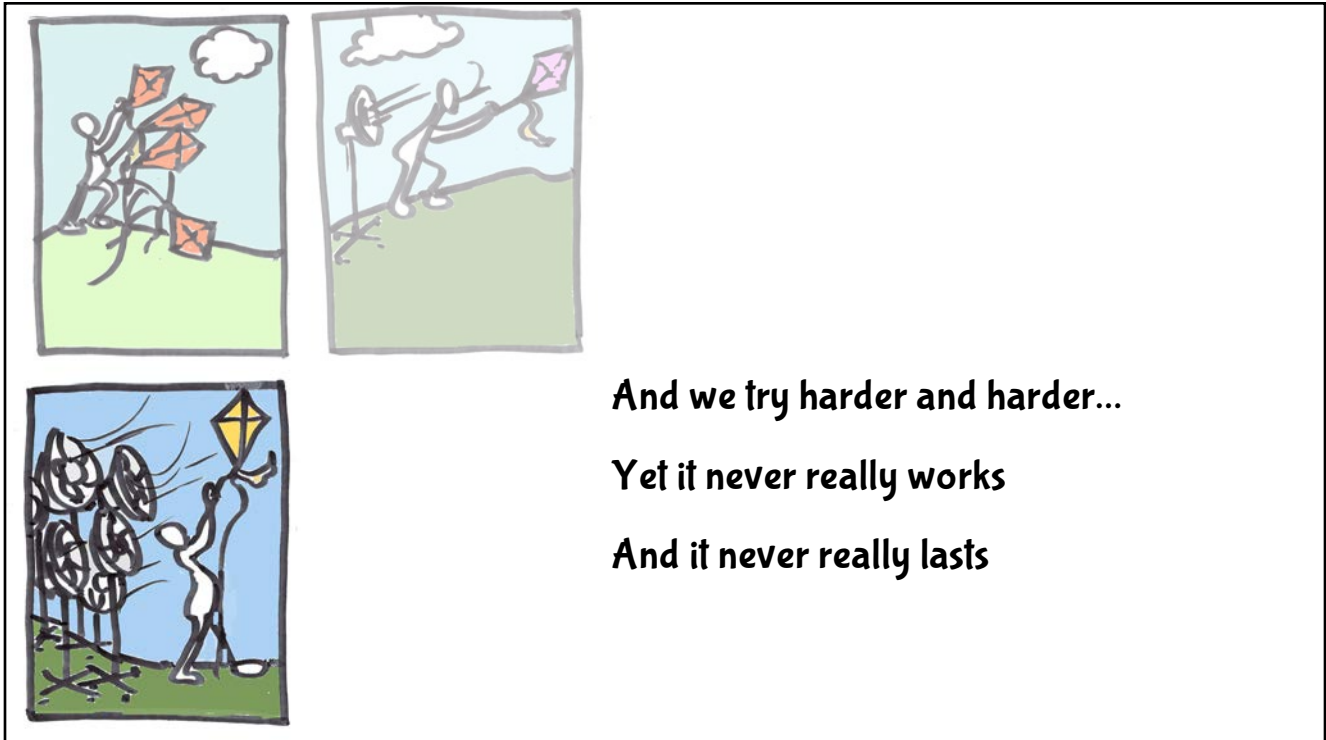 And we try harder and harder...
Yet it never really works
And it never really lasts